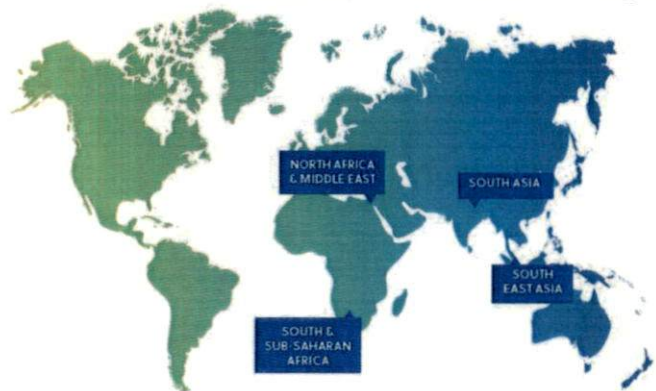 NORTH AFRICA
& MIDDLE EAST
SOUTH ASIA
SOUTH
EAST ASIA
SOUTH &
SUB-SAHARAN
AFRICA